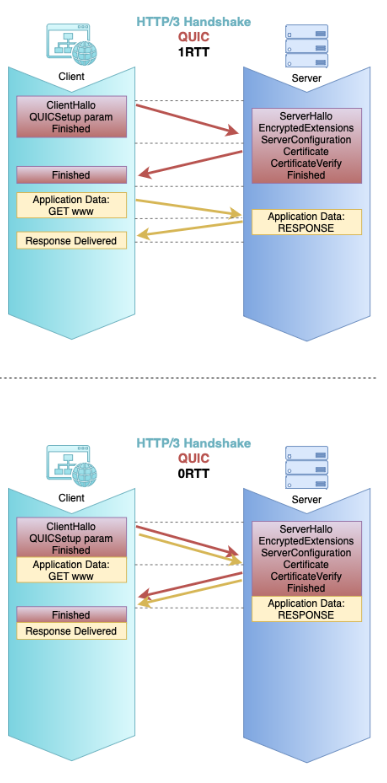 HTTP/3 Handshake
QUIC
1RTT
Client
Server
ClientHallo
QUICSetup param
Finished
ServerHallo
EncryptedExtensions
ServerConfiguration
Certificate
CertificateVerify
Finished
Finished
Application Data:
GET www
Application Data:
RESPONSE
Response Delivered
HTTP/3 Handshake
QUIC
0RTT
Client
Server
ClientHallo
QUICSetup param
Finished
Application Data:
GET www
ServerHallo
EncryptedExtensions
ServerConfiguration
Certificate
CertificateVerify
Finished
Application Data:
RESPONSE
Finished
Response Delivered